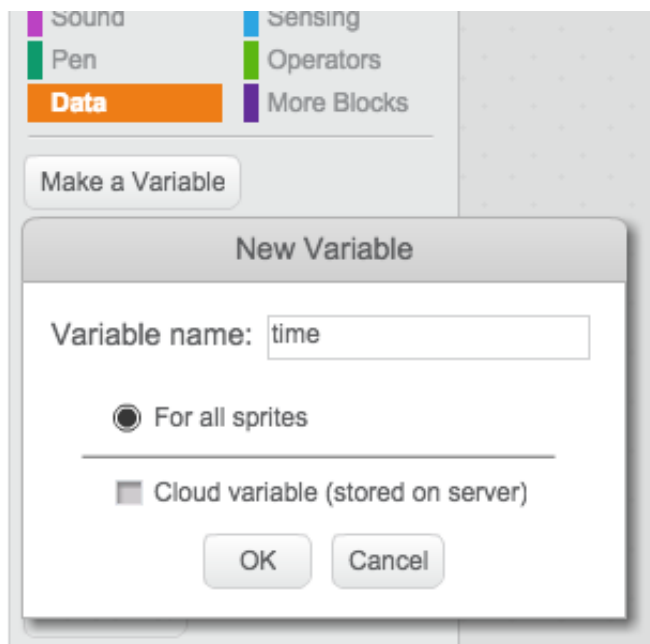 Sound Sensing
Pen Operators
Data More Blocks
Make a Variable
New Variable
Variable name: time
For all sprites
Cloud variable (stored on server)
OK Cancel